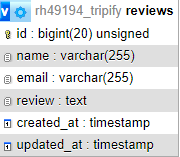 v rh49194_tripify reviews
id : bigint(20) unsigned
name : varchar(255)
email : varchar(255)
review : text
created_at : timestamp
updated_at : timestamp